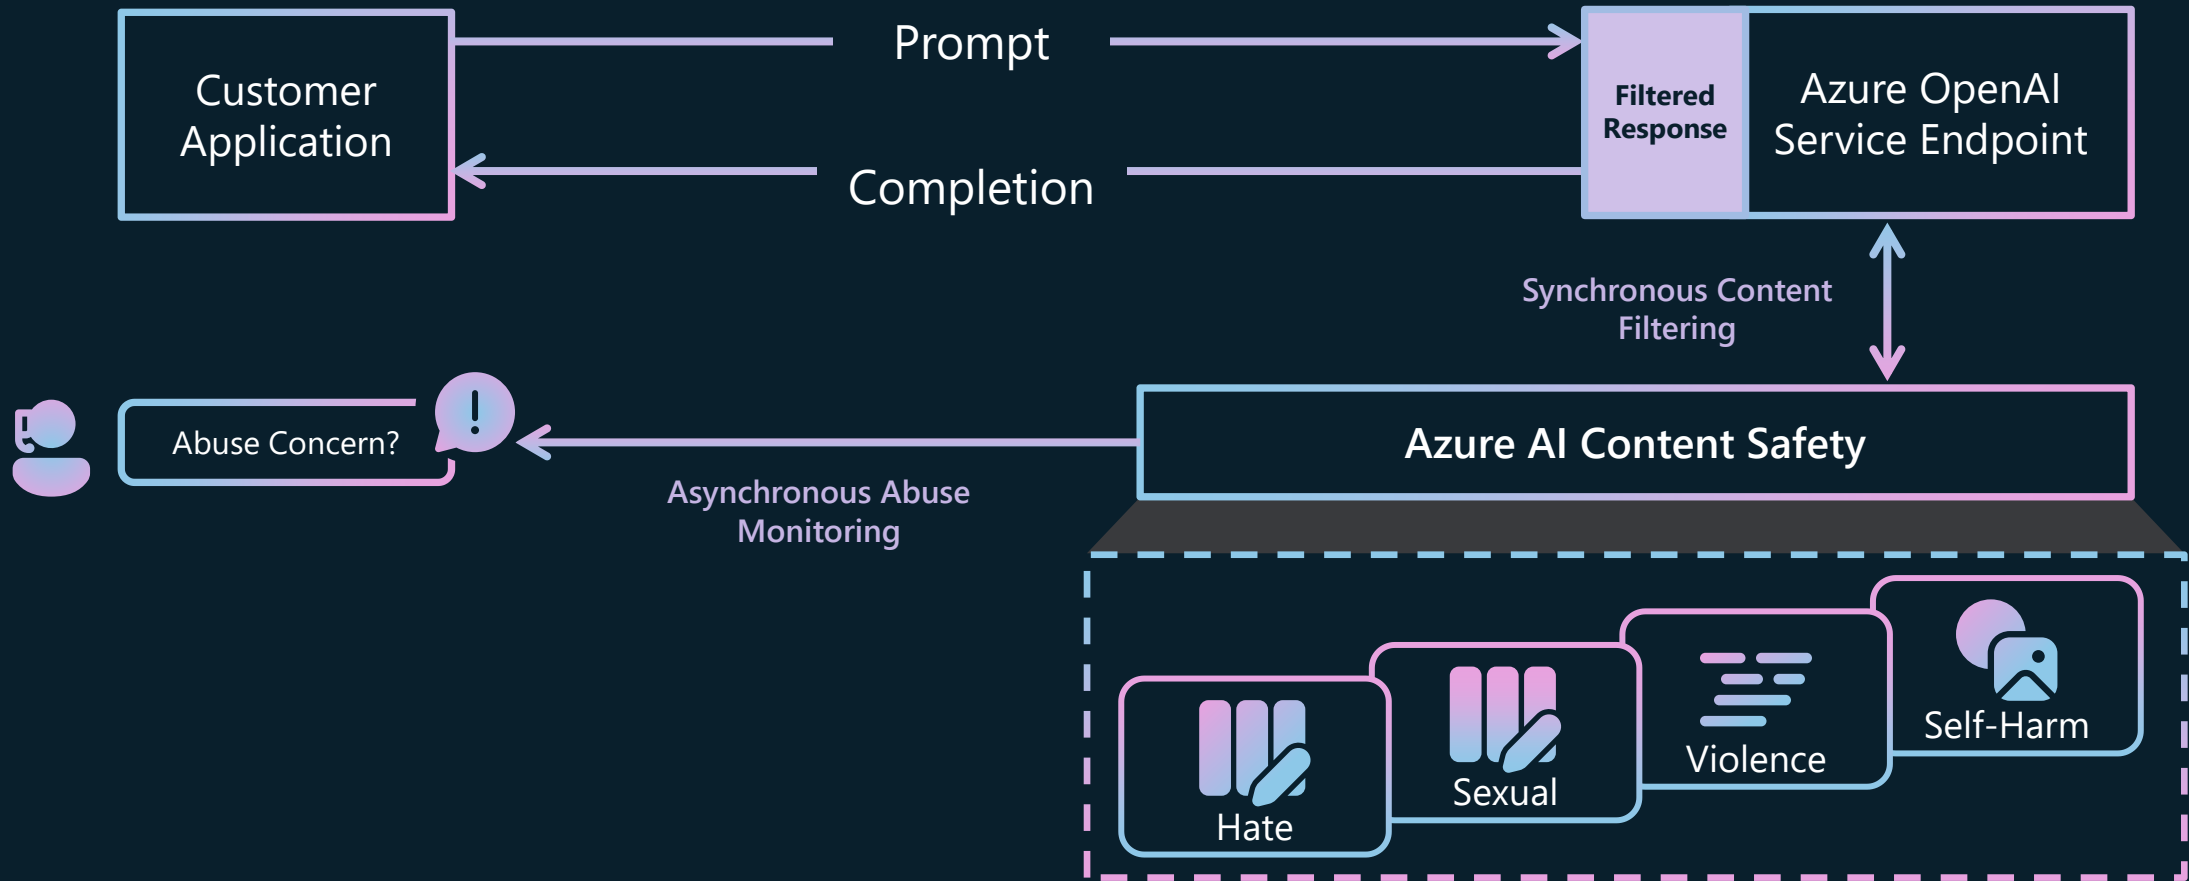 Customer
Application
Prompt
Completion
Filtered
Response
Azure OpenAI
Service Endpoint
Synchronous Content
Filtering
Abuse Concern?
!
Asynchronous Abuse
Monitoring
Azure AI Content Safety
Hate
Sexual
Violence
Self-Harm